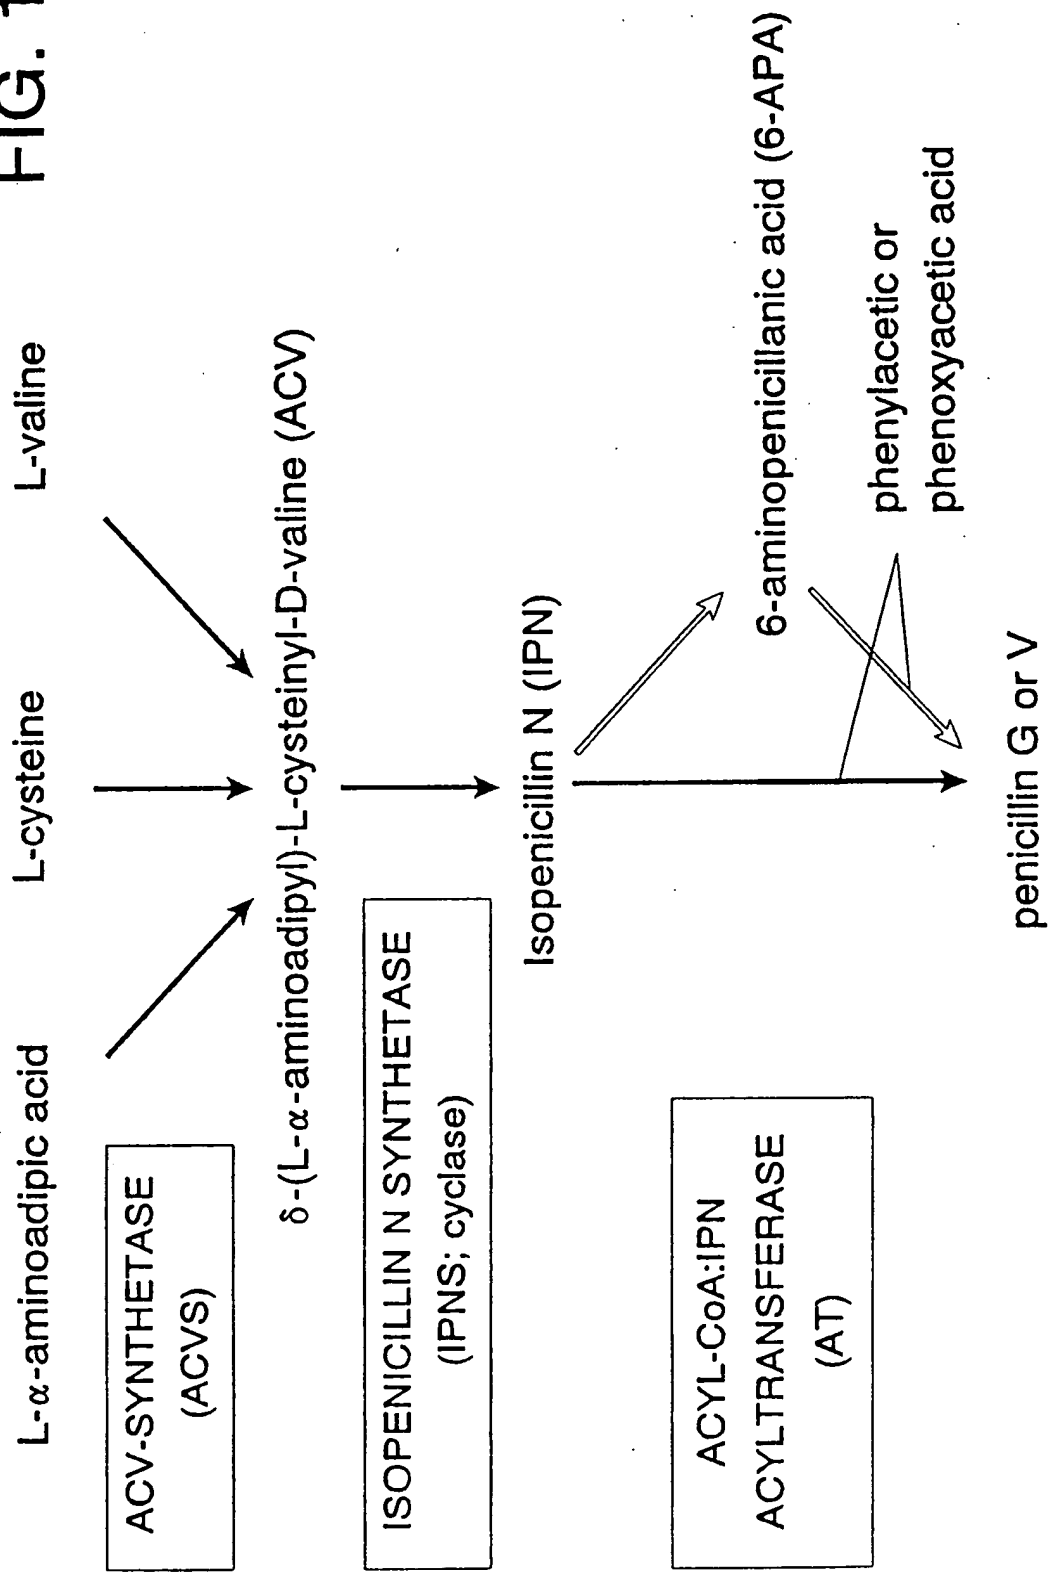 FIG. 1
L-α-aminoadipic acid
L-cysteine
L-valine
ACV-SYNTHETASE
(ACVS)
δ-(L-α-aminoadipyl)-L-cysteinyl-D-valine (ACV)
ISOPENICILLIN N SYNTHETASE
(IPNS; cyclase)
Isopenicillin N (IPN)
ACYL-CoA:IPN
ACYLTRANSFERASE
(AT)
6-aminopenicillanic acid (6-APA)
phenylacetic or
phenoxyacetic acid
penicillin G or V